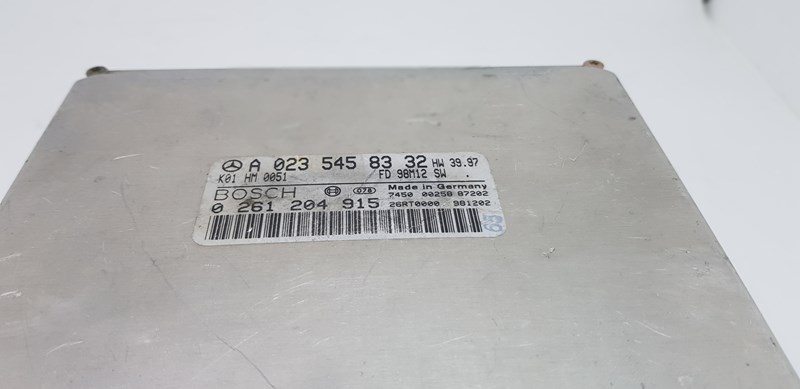 A 023 545 83 32 HW 39.97
K01 HM 0051 FD 98M12 SW .
BOSCH 078 Made in Germany
7450 00258 87202
0 261 204 915 26RT0000 981202
65